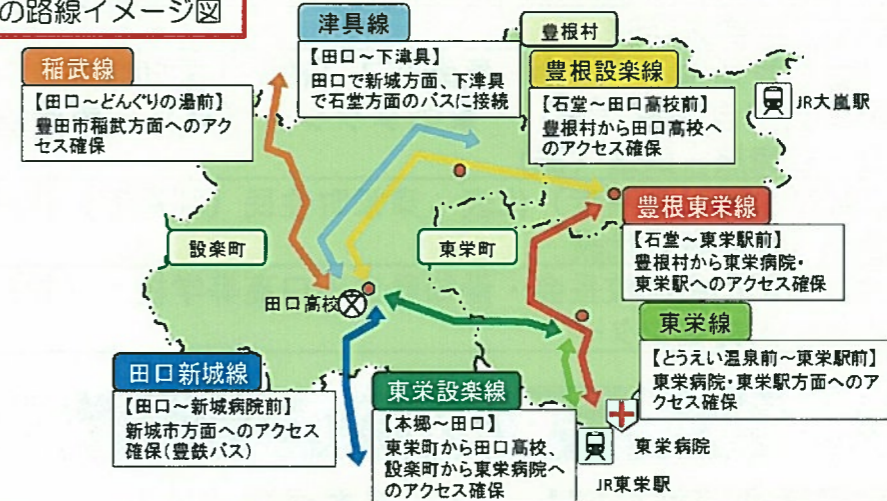 の路線イメージ図
津具線
【田口～下津具】
田口で新城方面、下津具
で石堂方面のバスに接続
豊根村
稲武線
【田口～どんぐりの湯前】
豊田市稲武方面へのアク
セス確保
豊根設楽線
【石堂～田口高校前】
豊根村から田口高校へ
のアクセス確保
JR大嵐駅
豊根東栄線
【石堂～東栄駅前】
豊根村から東栄病院・
東栄駅へのアクセス確保
設楽町
東栄町
田口高校
東栄線
【とうえい温泉前～東栄駅前】
東栄病院・東栄駅方面へのア
クセス確保
田口新城線
【田口～新城病院前】
新城市方面へのアクセス
確保(豊鉄バス)
東栄設楽線
【本郷～田口】
東栄町から田口高校、
設楽町から東栄病院へ
のアクセス確保
東栄病院
JR東栄駅